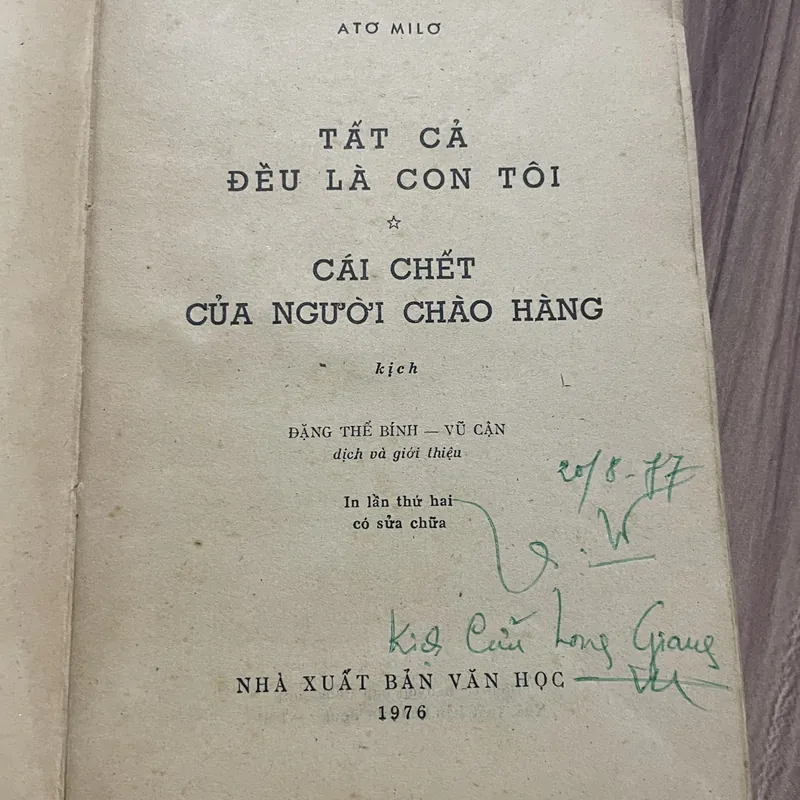 ATƠ MILƠ
TẤT CẢ
ĐỀU LÀ CON TÔI
☆
CÁI CHẾT
CỦA NGƯỜI CHÀO HÀNG
kịch
ĐẶNG THẾ BÍNH — VŨ CẬN
dịch và giới thiệu
In lần thứ hai
có sửa chữa
20/8-77
Kịch Cửu Long Giang
NHÀ XUẤT BẢN VĂN HỌC
1976